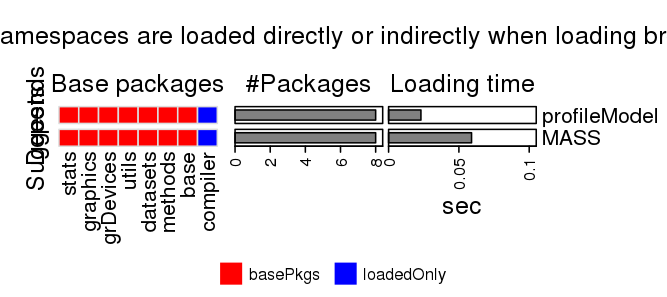 amespaces are loaded directly or indirectly when loading br
Base packages #Packages Loading time
Depends
Suggests
profileModel
MASS
stats
graphics
grDevices
utils
datasets
methods
base
compiler
0 2 4 6 8
0 0.05 0.1
sec
basePkgs loadedOnly